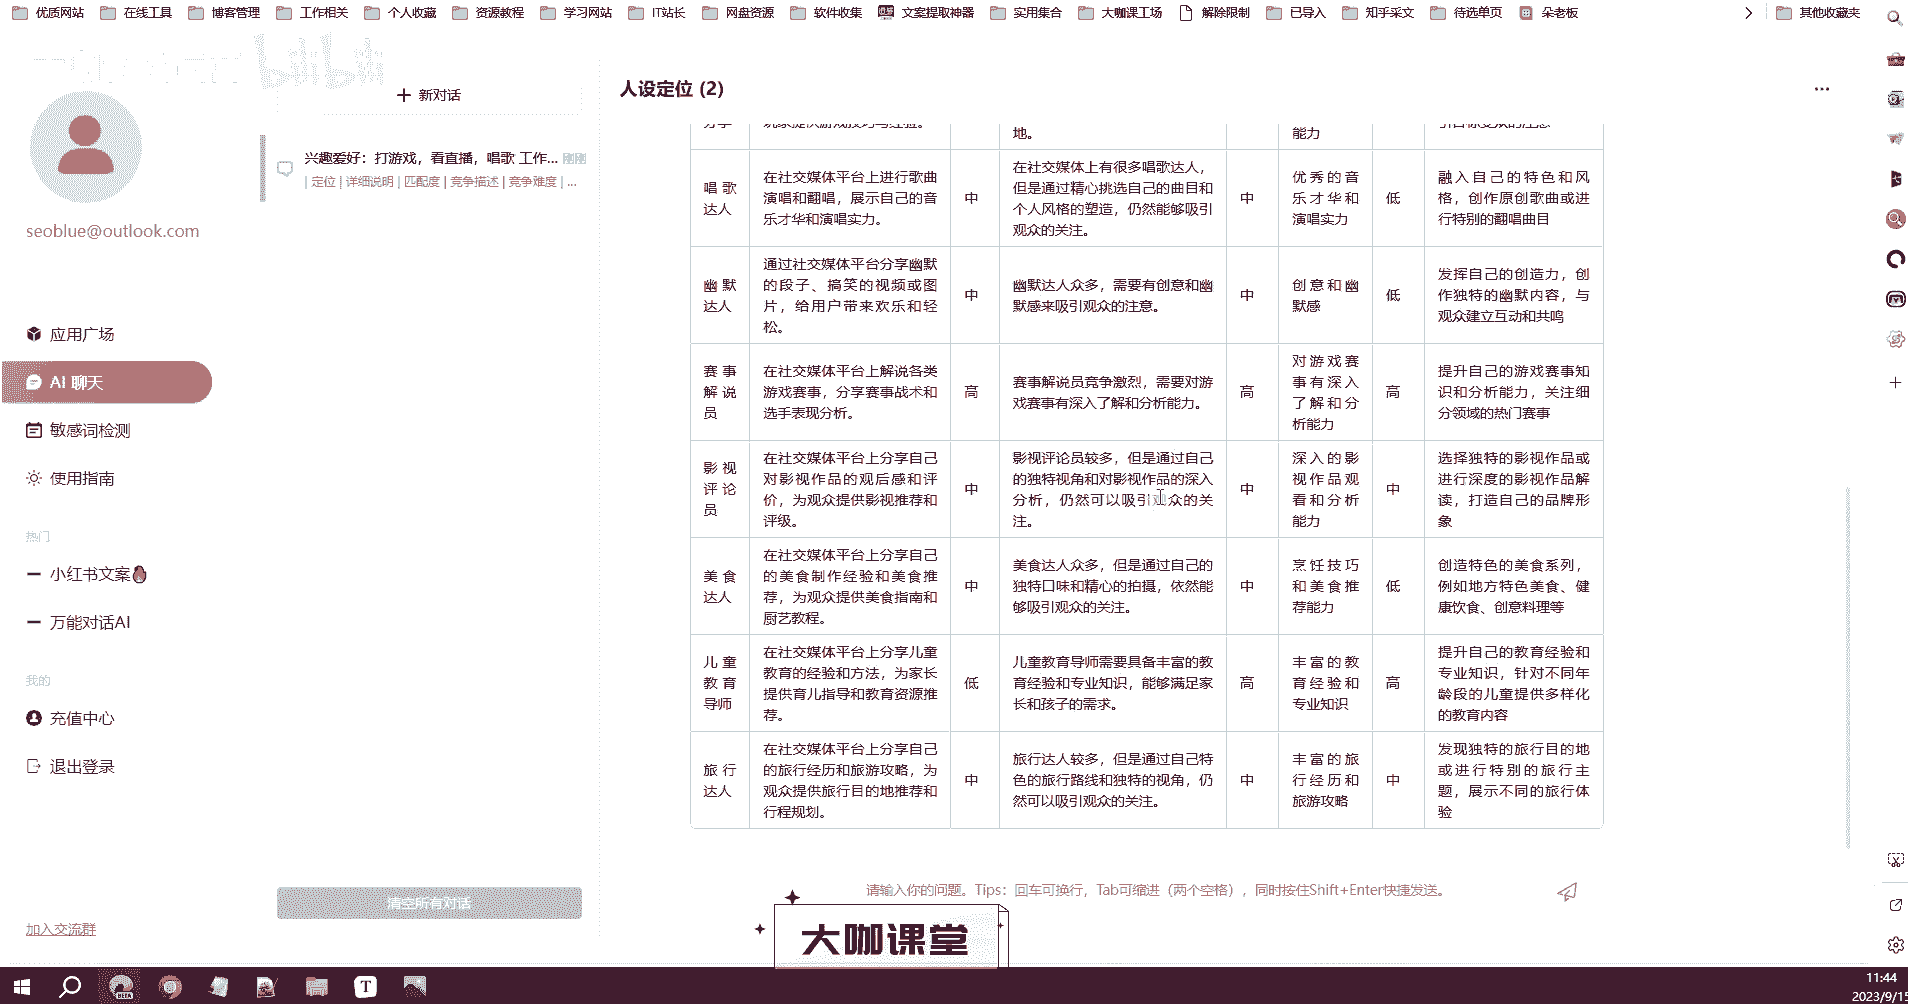 优质网站 在线工具 博客管理 工作相关 个人收藏 资源教程 学习网站 IT站长 网盘资源 软件收集 文案提取神器 实用集合 大咖课工场 解除限制 已导入 知乎采文 待选单页 朵老板 其他收藏夹
bilibili
+ 新对话
人设定位 (2)
兴趣爱好：打游戏，看直播，唱歌 工作... 刚刚
| 定位 | 详细说明 | 匹配度 | 竞争描述 | 竞争难度 | ...
seoblue@outlook.com
应用广场
AI 聊天
敏感词检测
使用指南
热门
小红书文案
万能对话AI
我的
充值中心
退出登录
加入交流群
清空所有对话
地。
能力
唱歌
达人
在社交媒体平台上进行歌曲
演唱和翻唱，展示自己的音
乐才华和演唱实力。
中
在社交媒体上有很多唱歌达人，
但是通过精心挑选自己的曲目和
个人风格的塑造，仍然能够吸引
观众的关注。
中
优秀的音
乐才华和
演唱实力
低
融入自己的特色和风
格，创作原创歌曲或进
行特别的翻唱曲目
幽默
达人
通过社交媒体平台分享幽默
的段子、搞笑的视频或图
片，给用户带来欢乐和轻
松。
中
幽默达人众多，需要有创意和幽
默感来吸引观众的注意。
中
创意和幽
默感
低
发挥自己的创造力，创
作独特的幽默内容，与
观众建立互动和共鸣
赛事
解说
员
在社交媒体平台上解说各类
游戏赛事，分享赛事战术和
选手表现分析。
高
赛事解说员竞争激烈，需要对游
戏赛事有深入了解和分析能力。
高
对游戏赛
事有深入
了解和分
析能力
高
提升自己的游戏赛事知
识和分析能力，关注细
分领域的热门赛事
影视
评论
员
在社交媒体平台上分享自己
对影视作品的观后感和评
价，为观众提供影视推荐和
评级。
中
影视评论员较多，但是通过自己
的独特视角和对影视作品的深入
分析，仍然可以吸引观众的关
注。
中
深入的影
视作品观
看和分析
能力
中
选择独特的影视作品或
进行深度的影视作品解
读，打造自己的品牌形
象
美食
达人
在社交媒体平台上分享自己
的美食制作经验和美食推
荐，为观众提供美食指南和
厨艺教程。
中
美食达人众多，但是通过自己的
独特口味和精心的拍摄，依然能
够吸引观众的关注。
中
烹饪技巧
和美食推
荐能力
低
创造特色的美食系列，
例如地方特色美食、健
康饮食、创意料理等
儿童
教育
导师
在社交媒体平台上分享儿童
教育的经验和方法，为家长
提供育儿指导和教育资源推
荐。
低
儿童教育导师需要具备丰富的教
育经验和专业知识，能够满足家
长和孩子的需求。
高
丰富的教
育经验和
专业知识
高
提升自己的教育经验和
专业知识，针对不同年
龄段的儿童提供多样化
的教育内容
旅行
达人
在社交媒体平台上分享自己
的旅行经历和旅游攻略，为
观众提供旅行目的地推荐和
行程规划。
中
旅行达人较多，但是通过自己特
色的旅行路线和独特的视角，仍
然可以吸引观众的关注。
中
丰富的旅
行经历和
旅游攻略
中
发现独特的旅行目的地
或进行特别的旅行主
题，展示不同的旅行体
验
请输入你的问题。Tips：回车可换行，Tab可缩进（两个空格），同时按住Shift+Enter快捷发送。
大咖课堂
11:44
2023/9/15